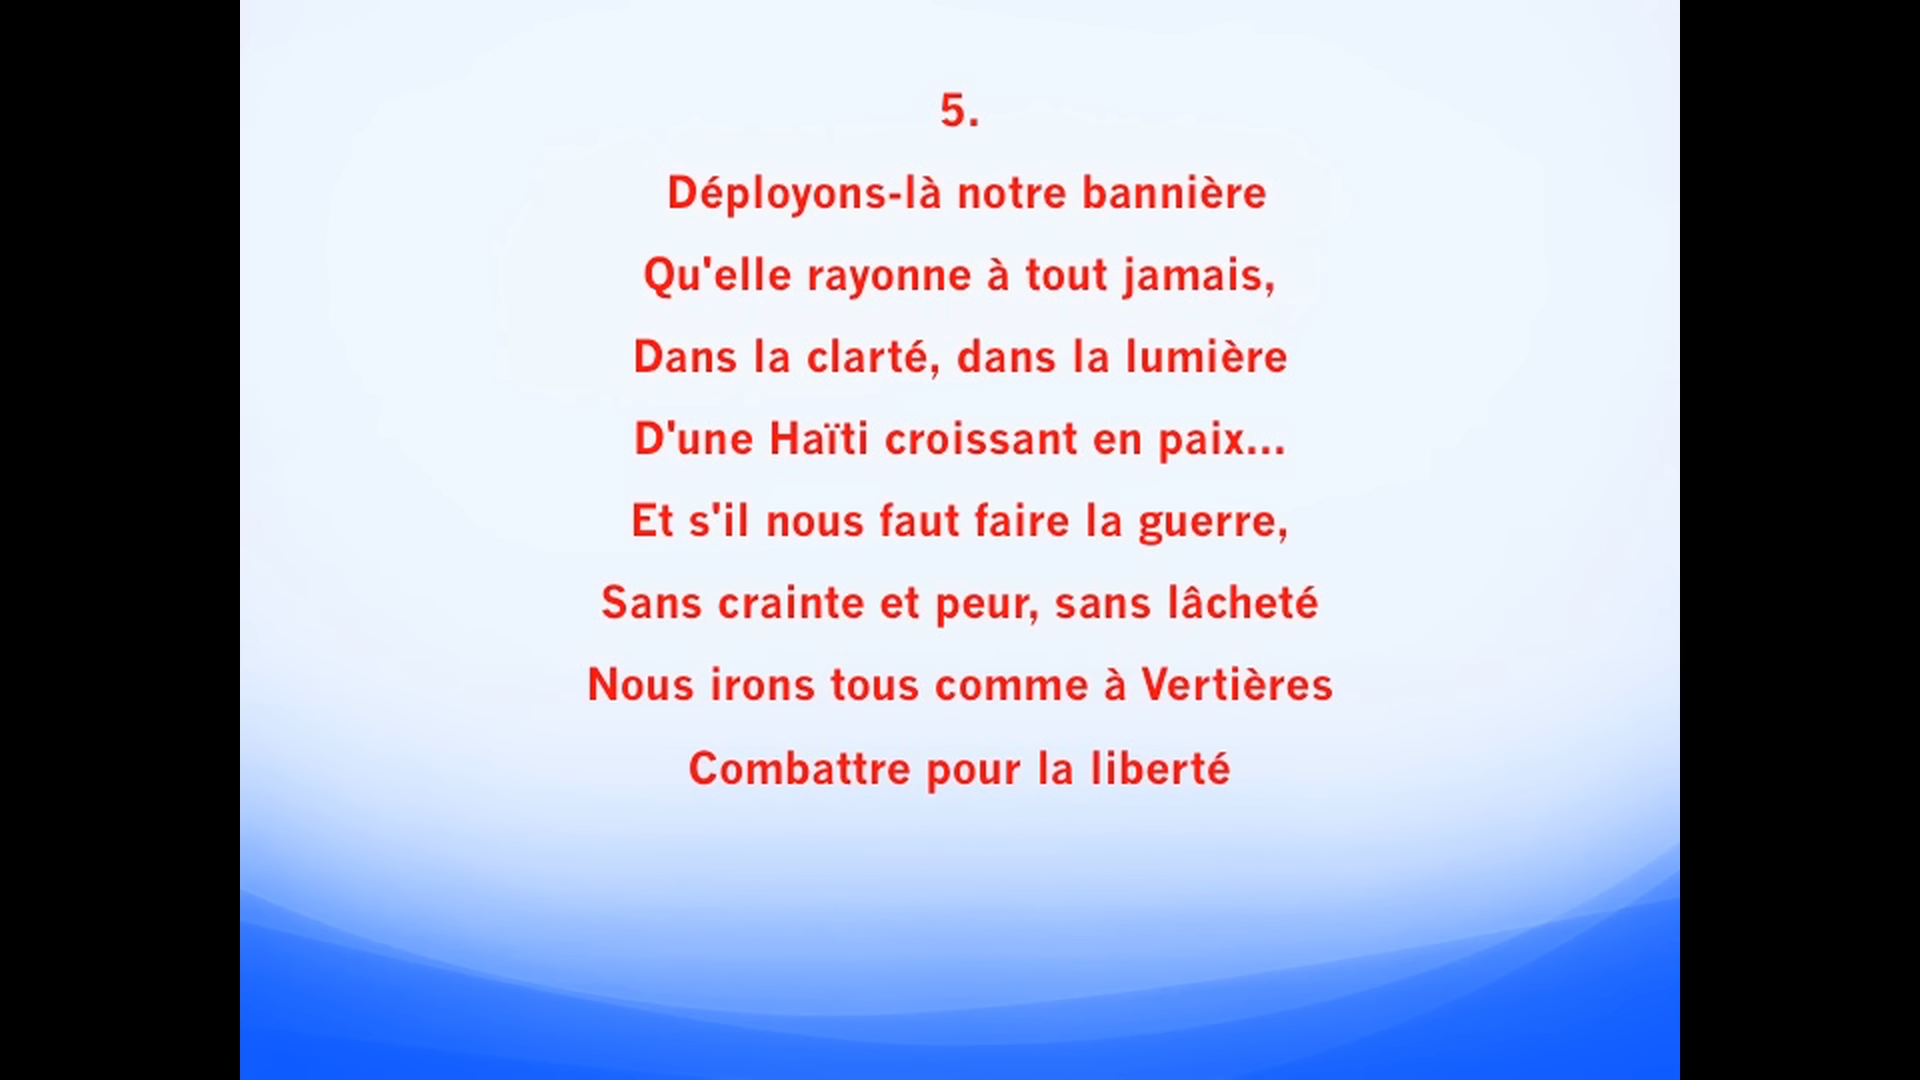 5.
Déployons-là notre bannière
Qu'elle rayonne à tout jamais,
Dans la clarté, dans la lumière
D'une Haïti croissant en paix...
Et s'il nous faut faire la guerre,
Sans crainte et peur, sans lâcheté
Nous irons tous comme à Vertières
Combattre pour la liberté